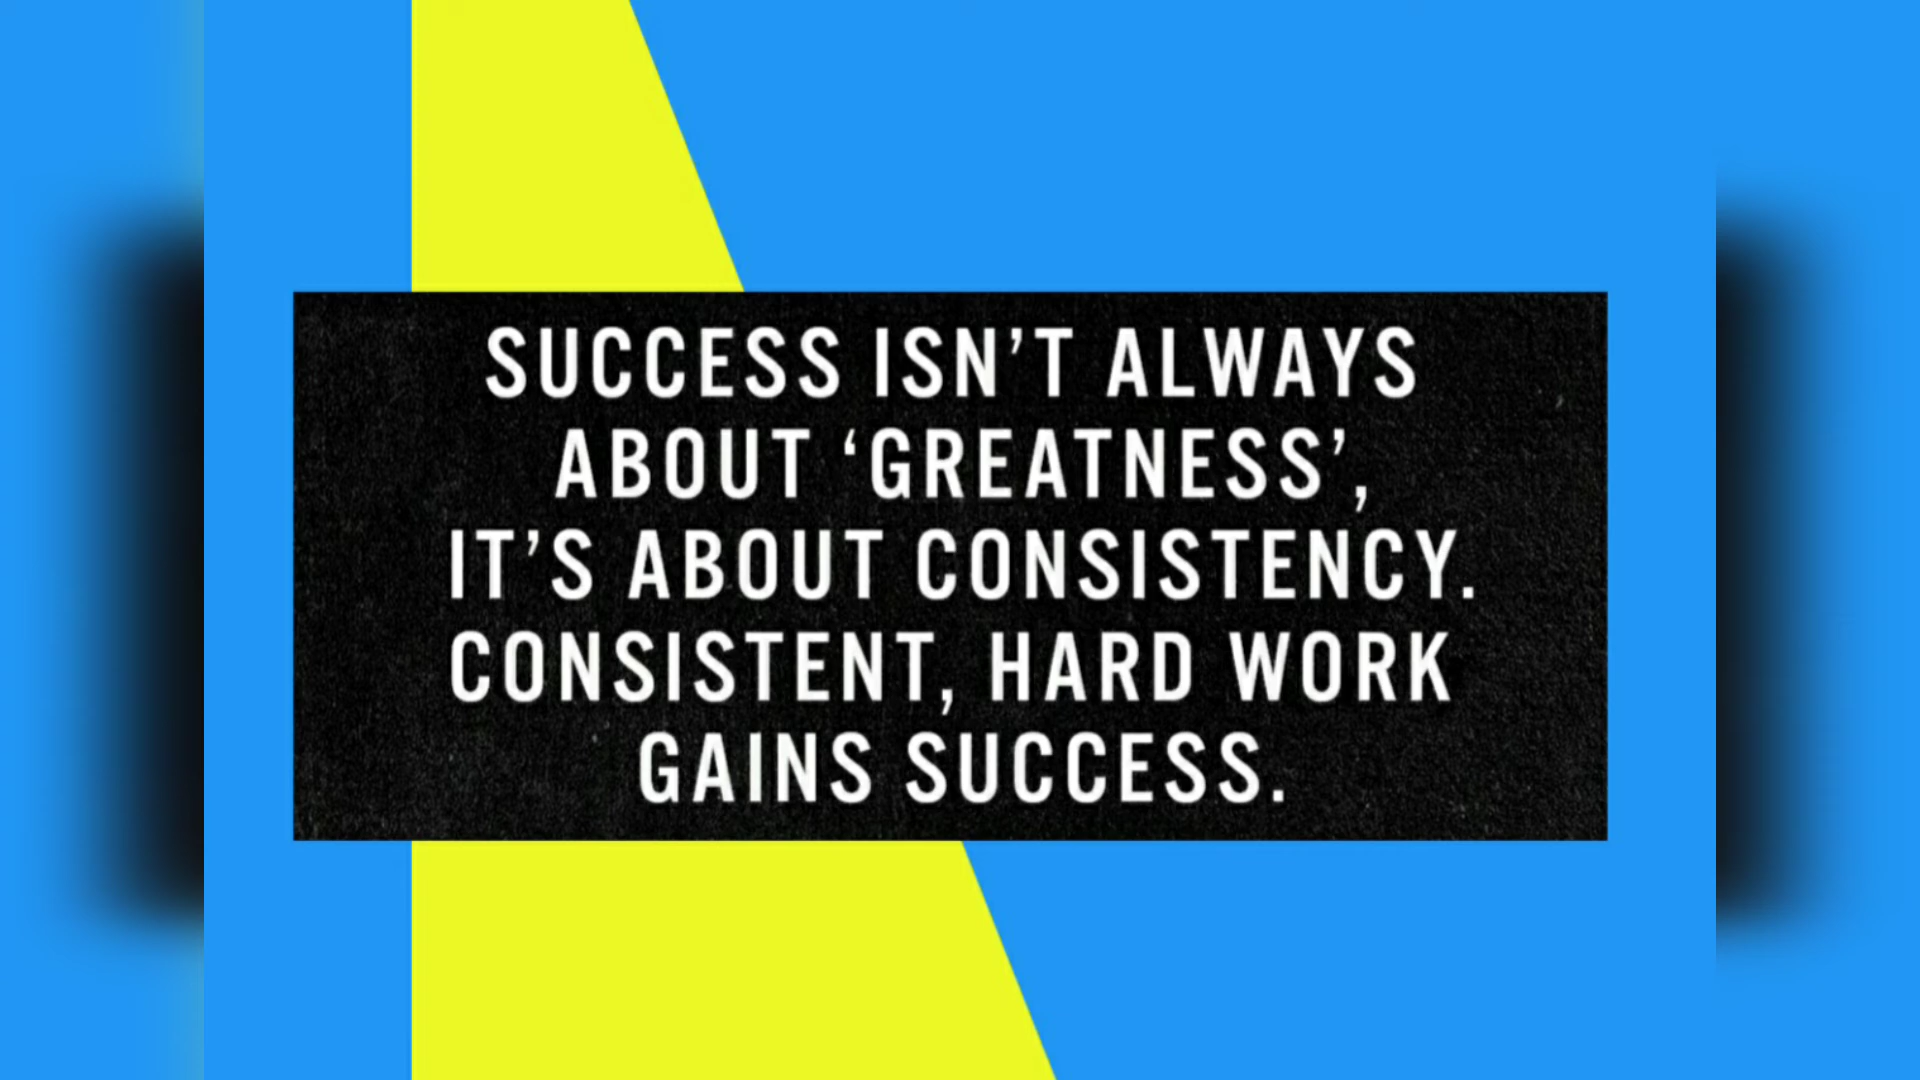 SUCCESS ISN’T ALWAYS
ABOUT ‘GREATNESS’,
IT’S ABOUT CONSISTENCY.
CONSISTENT, HARD WORK
GAINS SUCCESS.